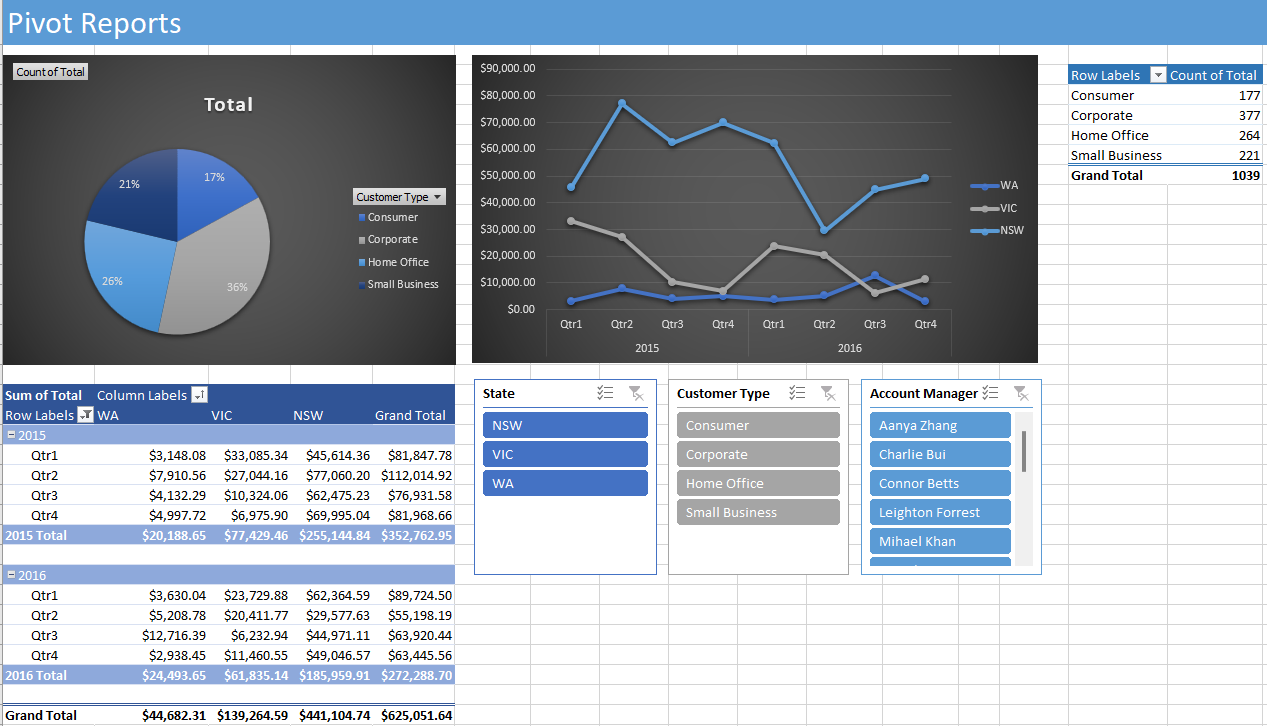 Pivot Reports
Count of Total
Total
17%
36%
26%
21%
Customer Type
Consumer
Corporate
Home Office
Small Business
$90,000.00
$80,000.00
$70,000.00
$60,000.00
$50,000.00
$40,000.00
$30,000.00
$20,000.00
$10,000.00
$0.00
Qtr1 Qtr2 Qtr3 Qtr4 Qtr1 Qtr2 Qtr3 Qtr4
2015 2016
WA
VIC
NSW
Row Labels Count of Total
Consumer 177
Corporate 377
Home Office 264
Small Business 221
Grand Total 1039
Sum of Total Column Labels
Row Labels WA VIC NSW Grand Total
2015
Qtr1 $3,148.08 $33,085.34 $45,614.36 $81,847.78
Qtr2 $7,910.56 $27,044.16 $77,060.20 $112,014.92
Qtr3 $4,132.29 $10,324.06 $62,475.23 $76,931.58
Qtr4 $4,997.72 $6,975.90 $69,995.04 $81,968.66
2015 Total $20,188.65 $77,429.46 $255,144.84 $352,762.95
2016
Qtr1 $3,630.04 $23,729.88 $62,364.59 $89,724.50
Qtr2 $5,208.78 $20,411.77 $29,577.63 $55,198.19
Qtr3 $12,716.39 $6,232.94 $44,971.11 $63,920.44
Qtr4 $2,938.45 $11,460.55 $49,046.57 $63,445.56
2016 Total $24,493.65 $61,835.14 $185,959.91 $272,288.70
Grand Total $44,682.31 $139,264.59 $441,104.74 $625,051.64
State
NSW
VIC
WA
Customer Type
Consumer
Corporate
Home Office
Small Business
Account Manager
Aanya Zhang
Charlie Bui
Connor Betts
Leighton Forrest
Mihael Khan